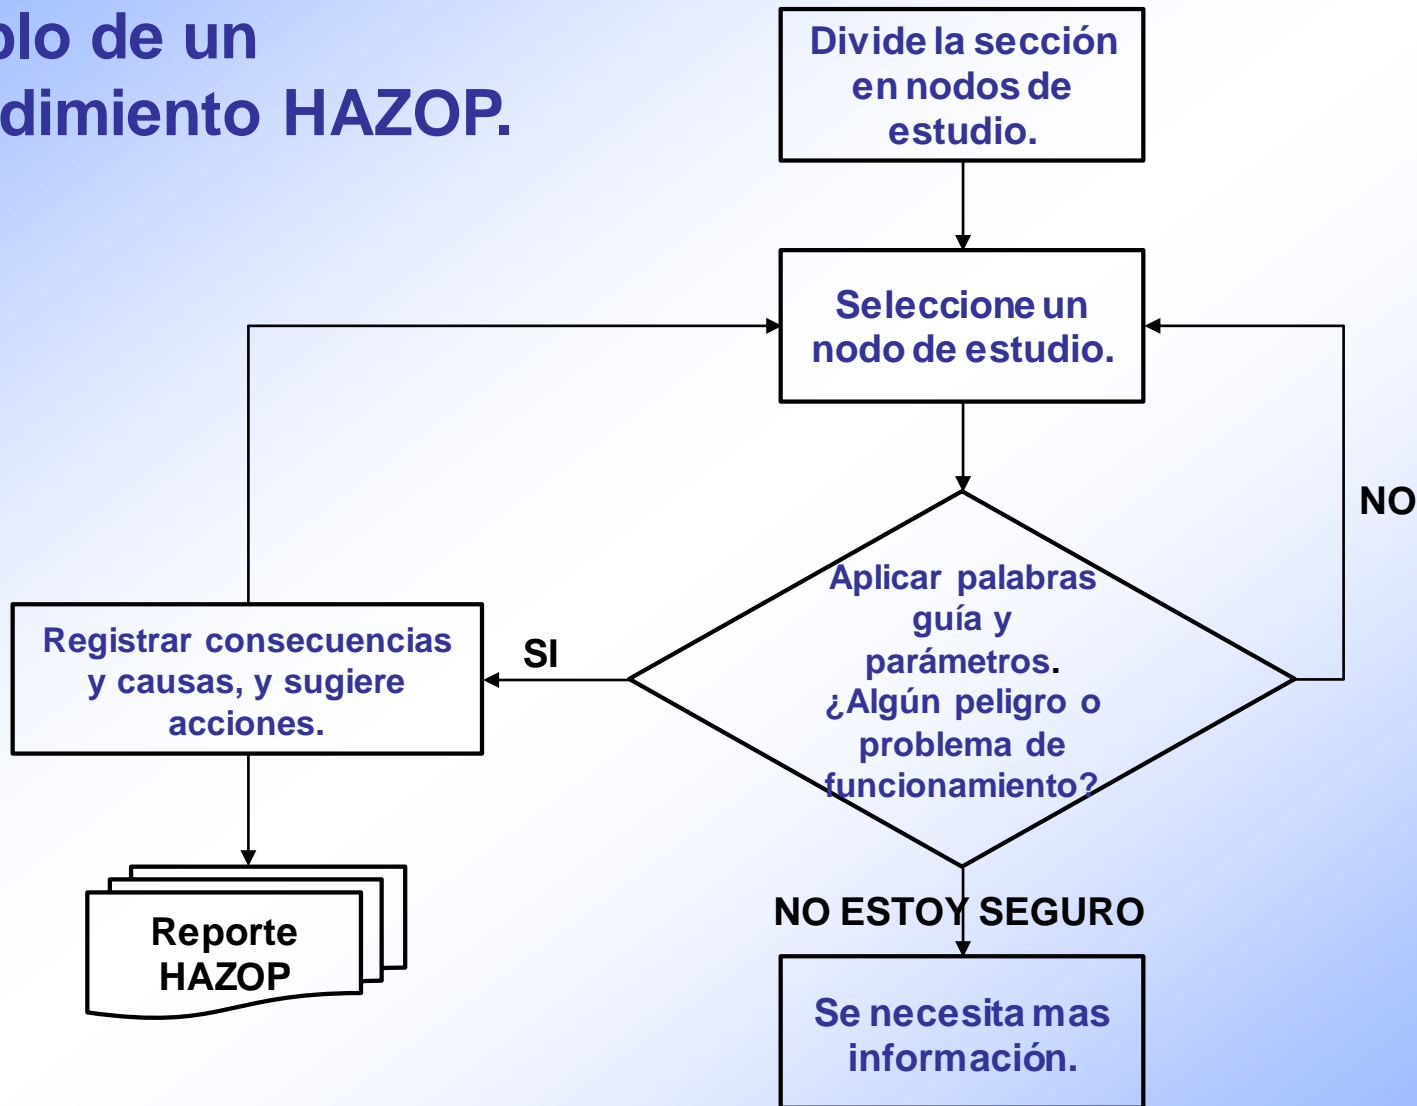 plo de un
dimiento HAZOP.
Divide la sección
en nodos de
estudio.
Seleccione un
nodo de estudio.
NO
Aplicar palabras
guía y
parámetros.
¿Algún peligro o
problema de
funcionamiento?
SI
Registrar consecuencias
y causas, y sugiere
acciones.
NO ESTOY SEGURO
Reporte
HAZOP
Se necesita mas
información.